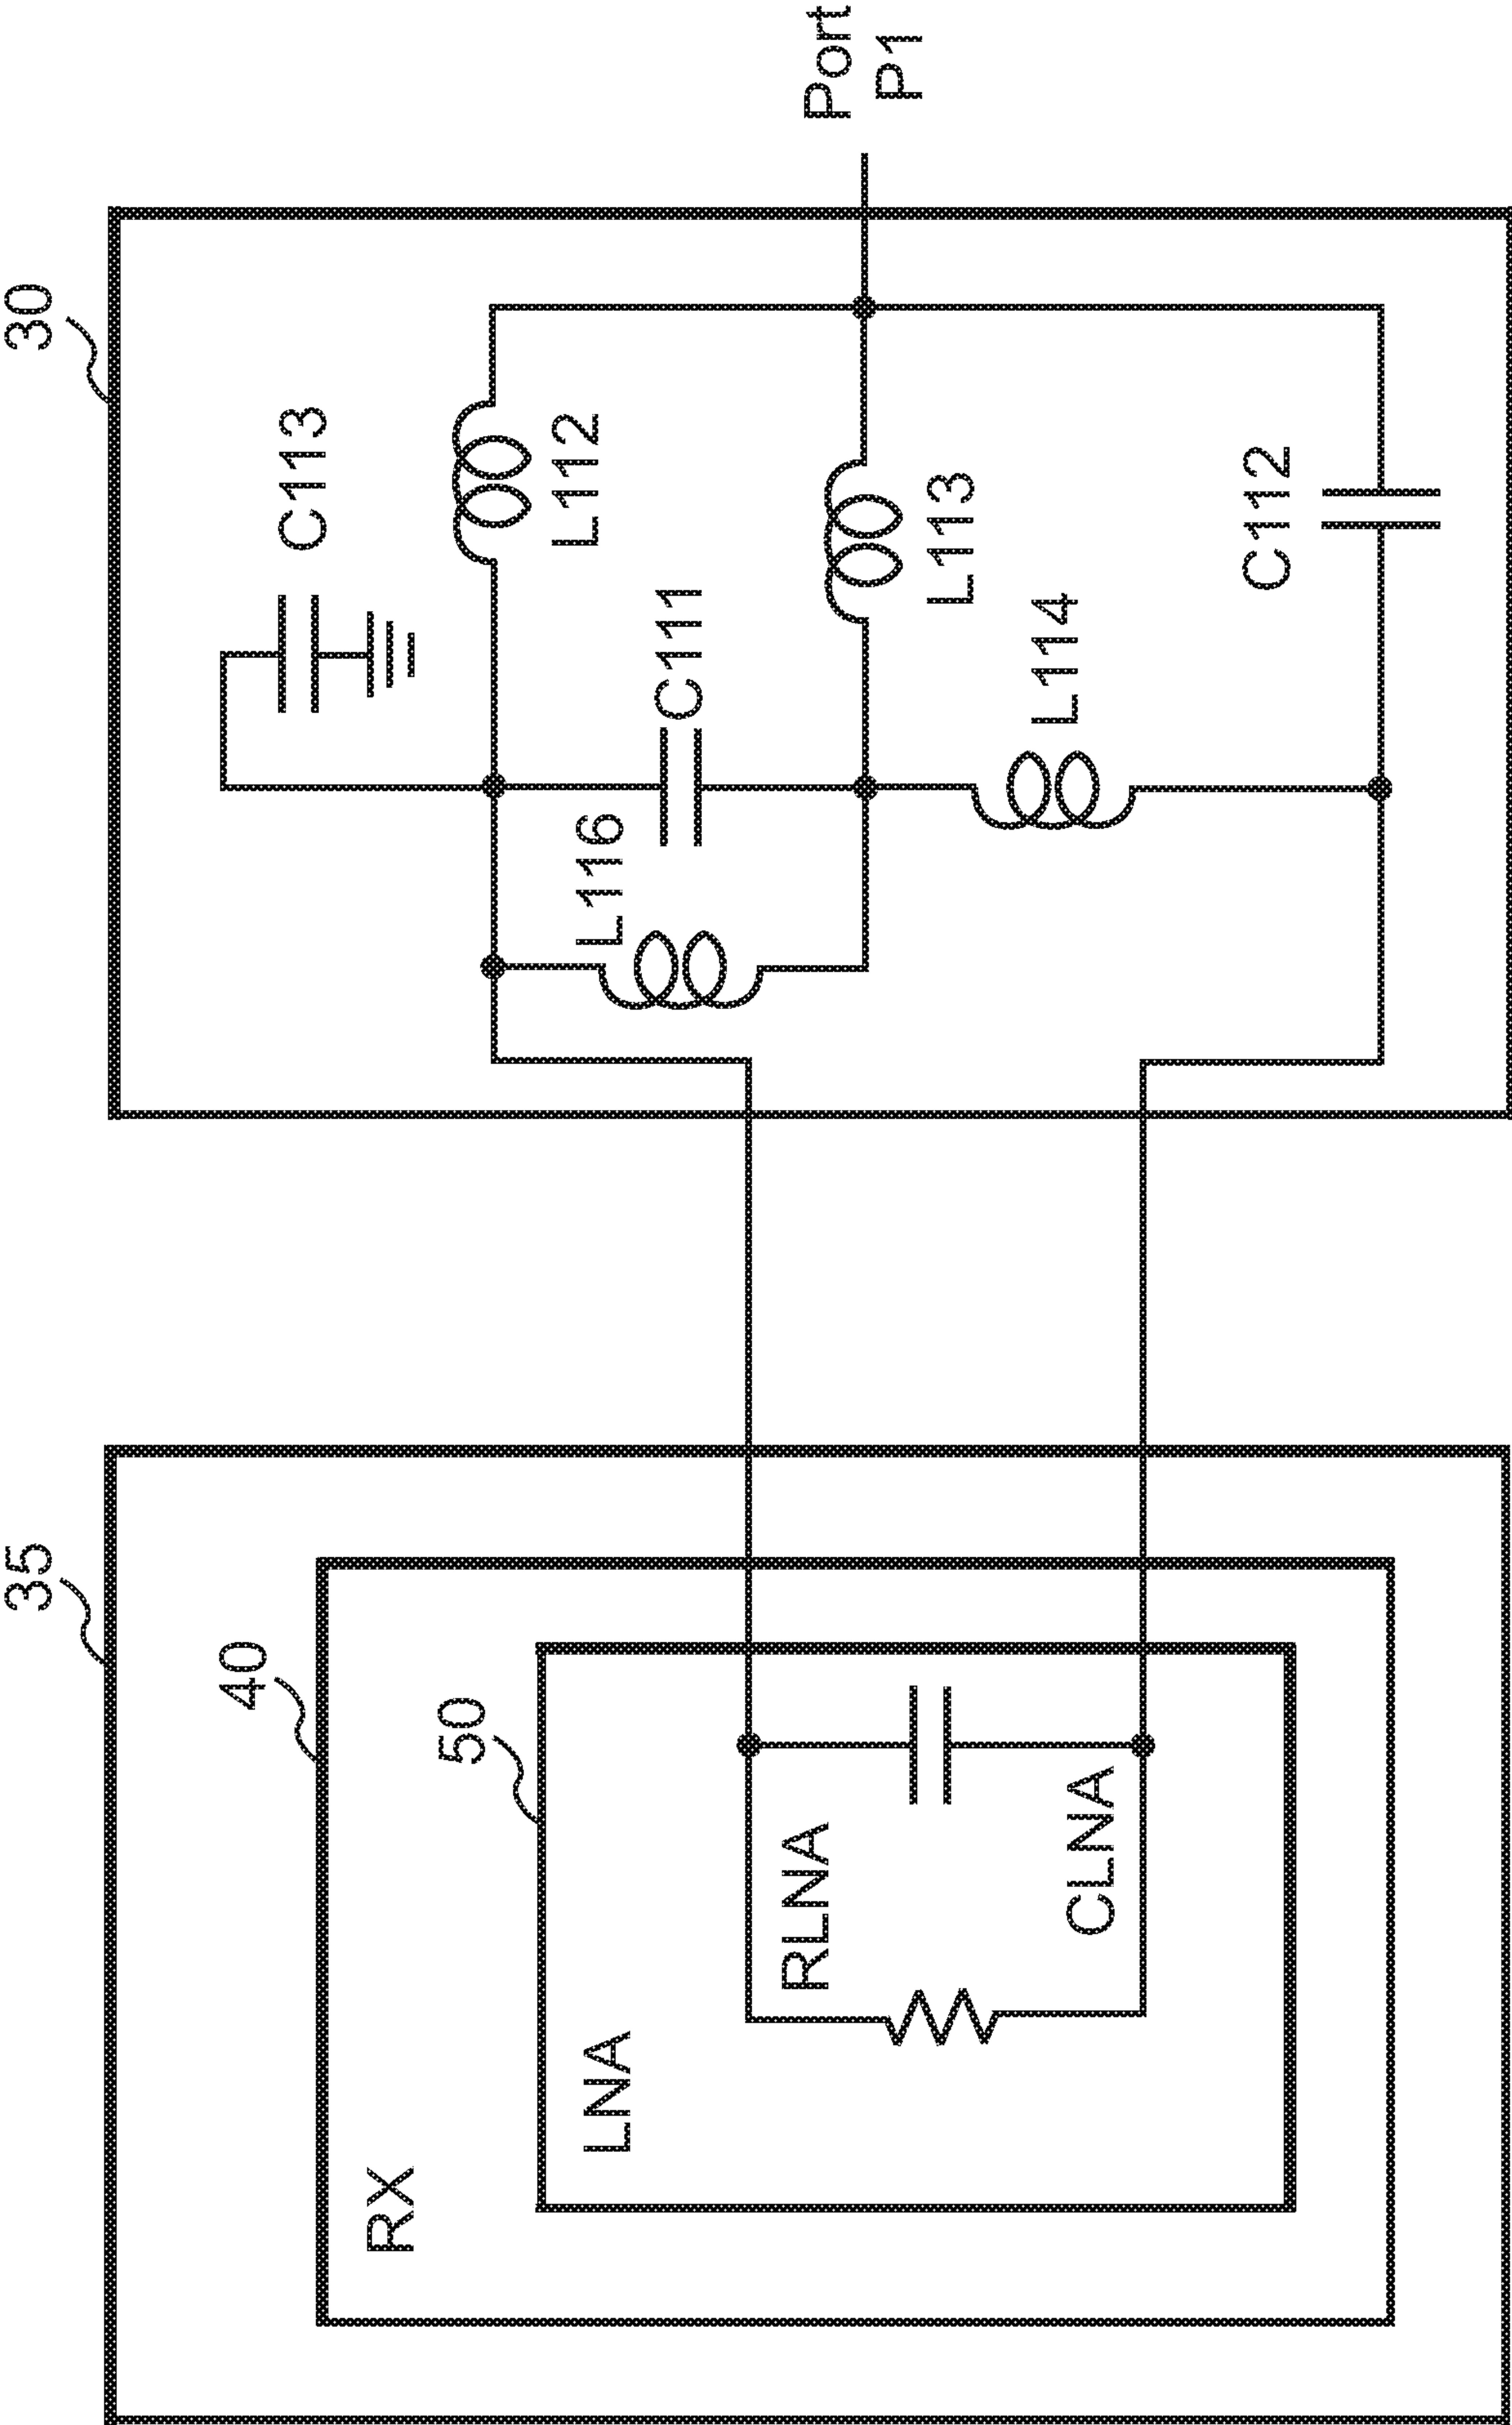 35
40
50
RX
LNA
RLNA
CLNA
30
C113
L112
C111
L116
L113
L114
C112
Port
P1